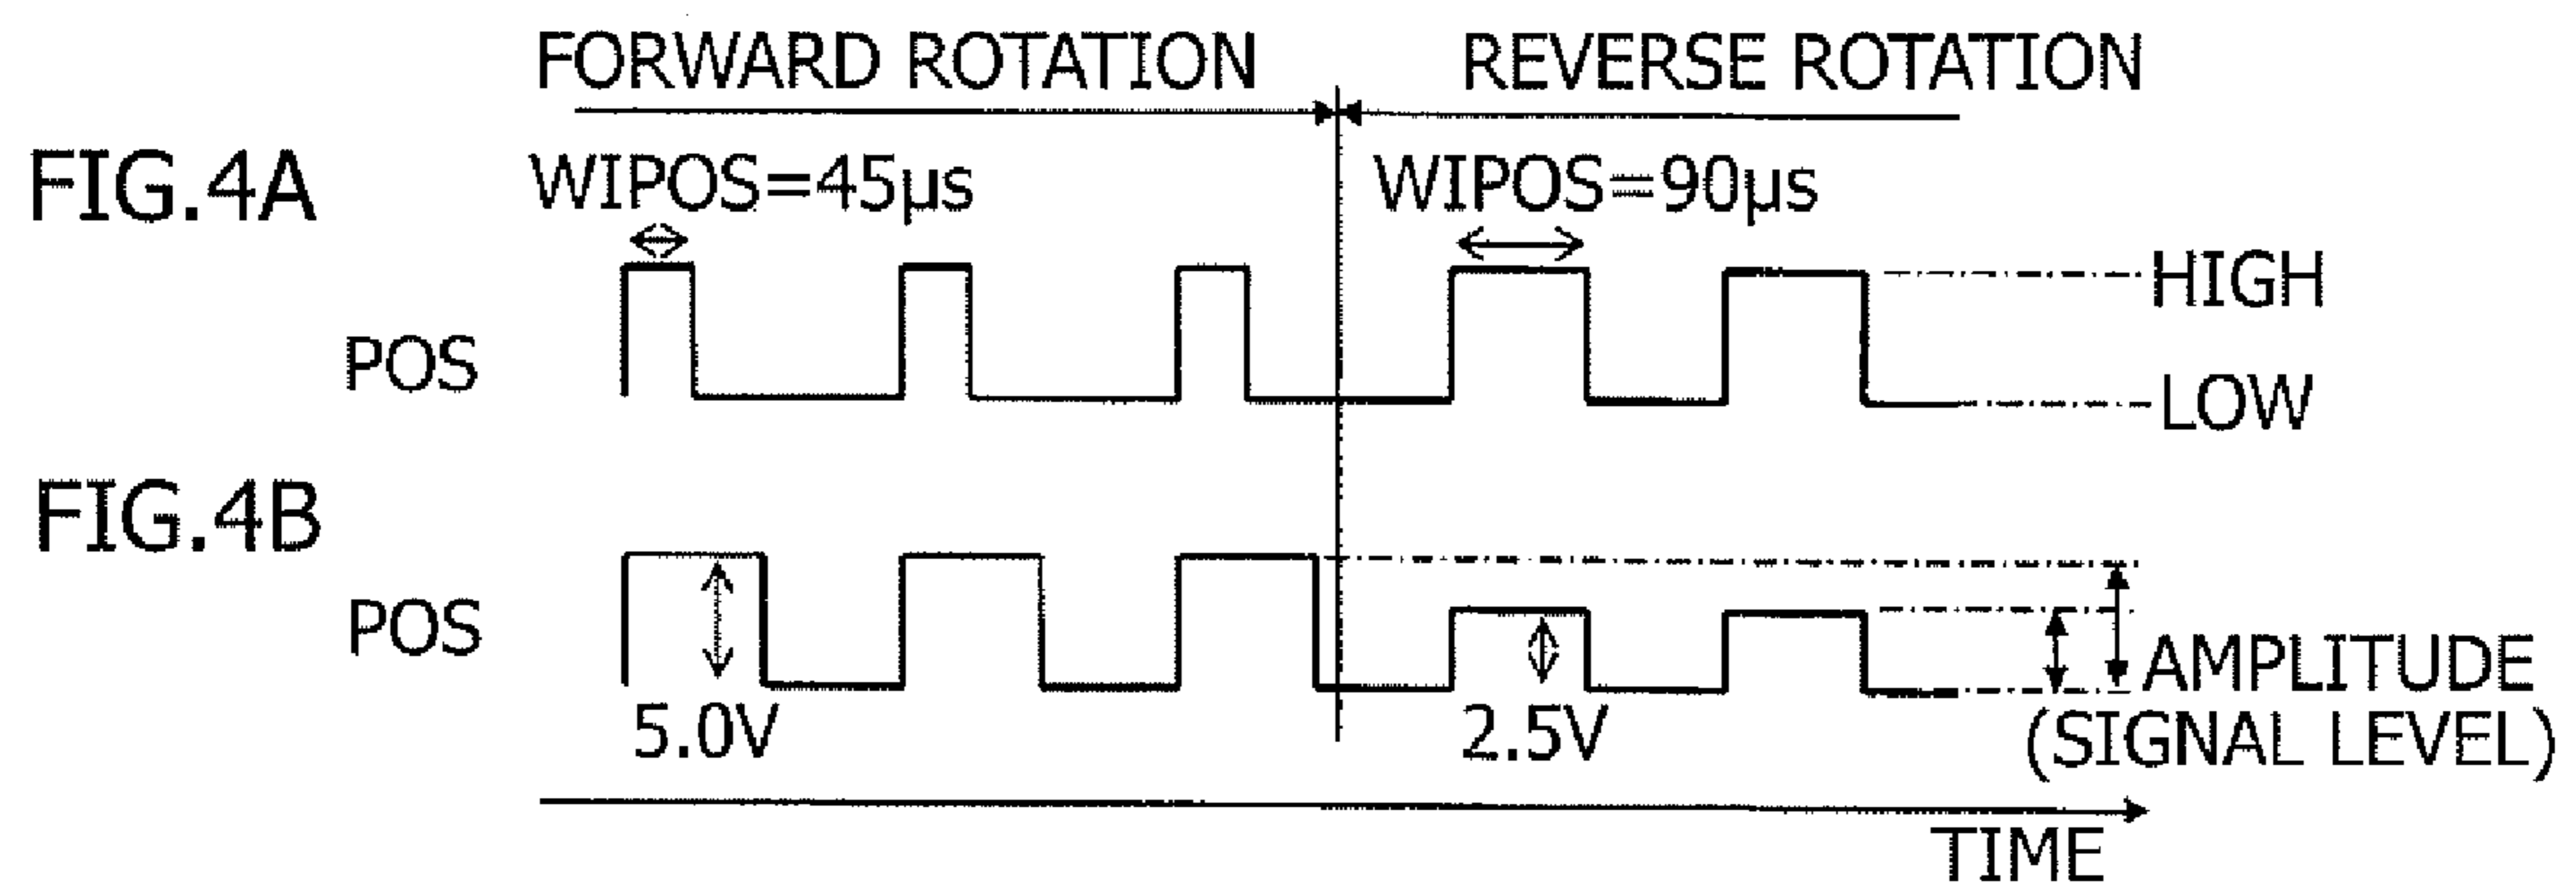 FORWARD ROTATION REVERSE ROTATION
FIG.4A
WIPOS=45µs WIPOS=90µs
HIGH
POS
LOW
FIG.4B
POS
AMPLITUDE
(SIGNAL LEVEL)
5.0V 2.5V
TIME